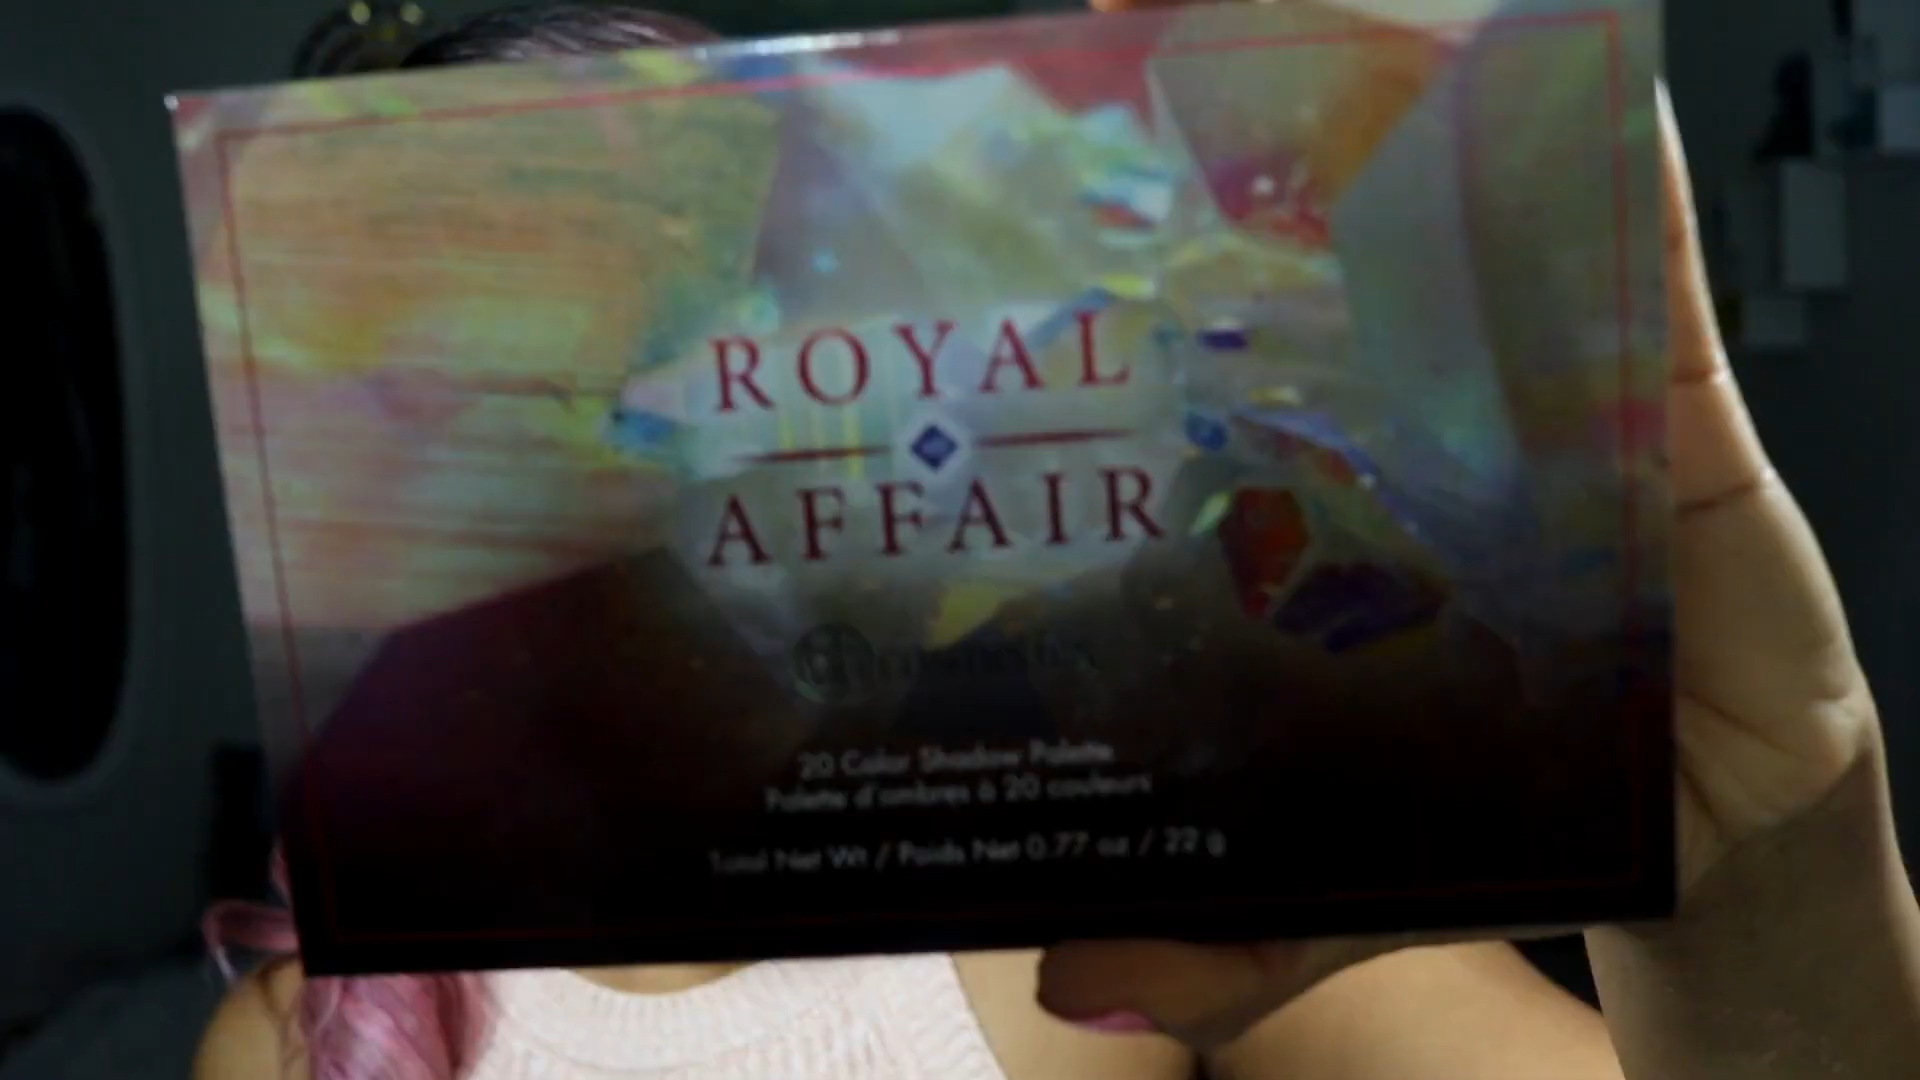 ROYAL
AFFAIR
20 Color Shadow Palette
Palette d'ombres à 20 couleurs
Total Net Wt / Poids Net 0.77 oz / 22 g